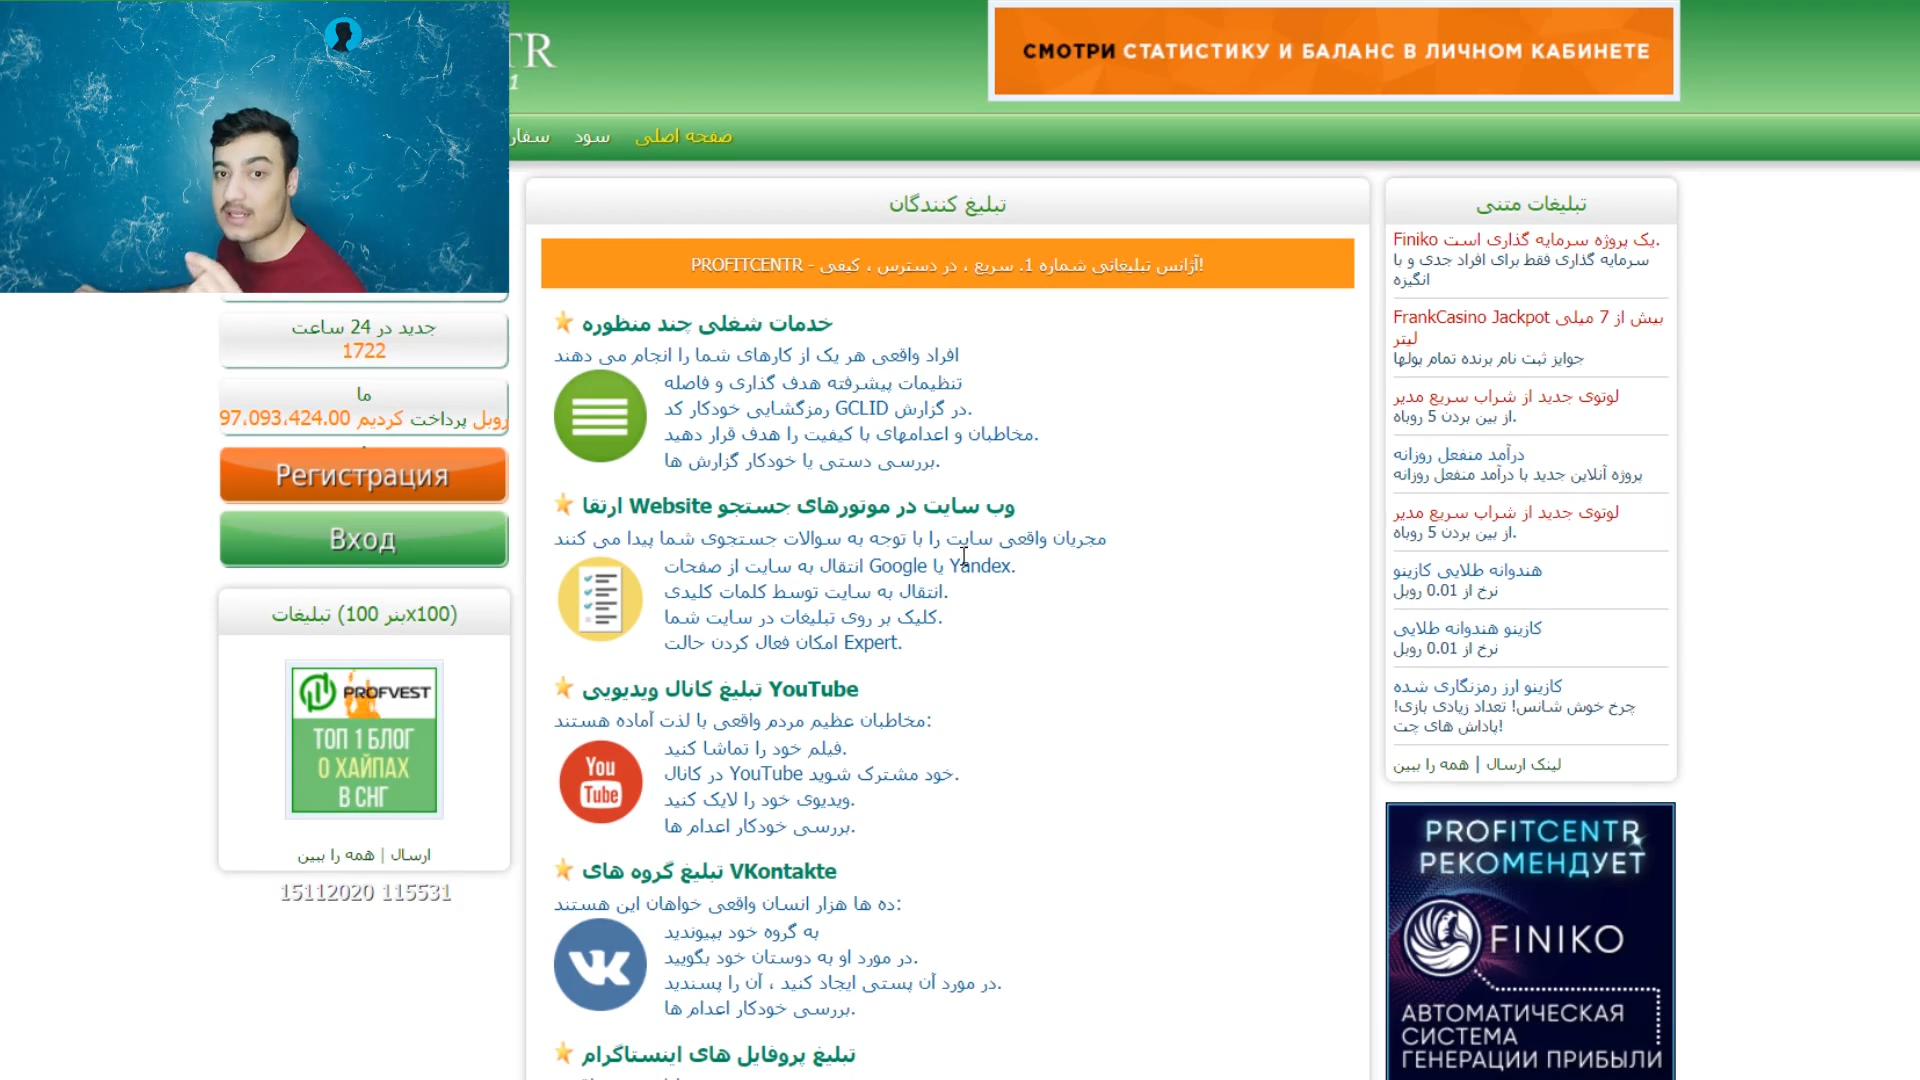 TR
1
СМОТРИ СТАТИСТИКУ И БАЛАНС В ЛИЧНОМ КАБИНЕТЕ
صفحه اصلی
سود
سفار
جدید در 24 ساعت
1722
ما
روبل پرداخت کردیم 97,093,424.00
Регистрация
Вход
تبلیغات (100 بنرx100)
PROFVEST
ТОП 1 БЛОГ
О ХАЙПАХ
В СНГ
ارسال | همه را ببین
15112020 115531
تبلیغ کنندگان
PROFITCENTR - آژانس تبلیغاتی شماره 1. سریع ، در دسترس ، کیفی!
خدمات شغلی چند منظوره
افراد واقعی هر یک از کارهای شما را انجام می دهند
تنظیمات پیشرفته هدف گذاری و فاصله
در گزارش GCLID رمزگشایی خودکار کد.
مخاطبان و اعدامهای با کیفیت را هدف قرار دهید.
بررسی دستی یا خودکار گزارش ها.
وب سایت در موتورهای جستجو Website ارتقا
مجریان واقعی سایت را با توجه به سوالات جستجوی شما پیدا می کنند
انتقال به سایت از صفحات Google یا Yandex.
انتقال به سایت توسط کلمات کلیدی.
کلیک بر روی تبلیغات در سایت شما.
امکان فعال کردن حالت Expert.
تبلیغ کانال ویدیویی YouTube
مخاطبان عظیم مردم واقعی با لذت آماده هستند:
You
Tube
فیلم خود را تماشا کنید.
در کانال YouTube خود مشترک شوید.
ویدیوی خود را لایک کنید.
بررسی خودکار اعدام ها.
تبلیغ گروه های VKontakte
ده ها هزار انسان واقعی خواهان این هستند:
به گروه خود بپیوندید
در مورد او به دوستان خود بگویید.
در مورد آن پستی ایجاد کنید ، آن را پسندید.
بررسی خودکار اعدام ها.
تبلیغ پروفایل های اینستاگرام
تبلیغات متنی
Finiko یک پروژه سرمایه گذاری است.
سرمایه گذاری فقط برای افراد جدی و با
انگیزه
FrankCasino Jackpot بیش از 7 میلی
لیتر
جوایز ثبت نام برنده تمام پولها
لوتوی جدید از شراب سریع مدیر
از بین بردن 5 روباه.
درآمد منفعل روزانه
پروژه آنلاین جدید با درآمد منفعل روزانه
لوتوی جدید از شراب سریع مدیر
از بین بردن 5 روباه.
هندوانه طلایی کازینو
نرخ از 0.01 روبل
کازینو هندوانه طلایی
نرخ از 0.01 روبل
کازینو ارز رمزنگاری شده
چرخ خوش شانس! تعداد زیادی بازی!
پاداش های چت!
لینک ارسال | همه را ببین
PROFITCENTR
РЕКОМЕНДУЕТ
FINIKO
АВТОМАТИЧЕСКАЯ
СИСТЕМА
ГЕНЕРАЦИИ ПРИБЫЛИ